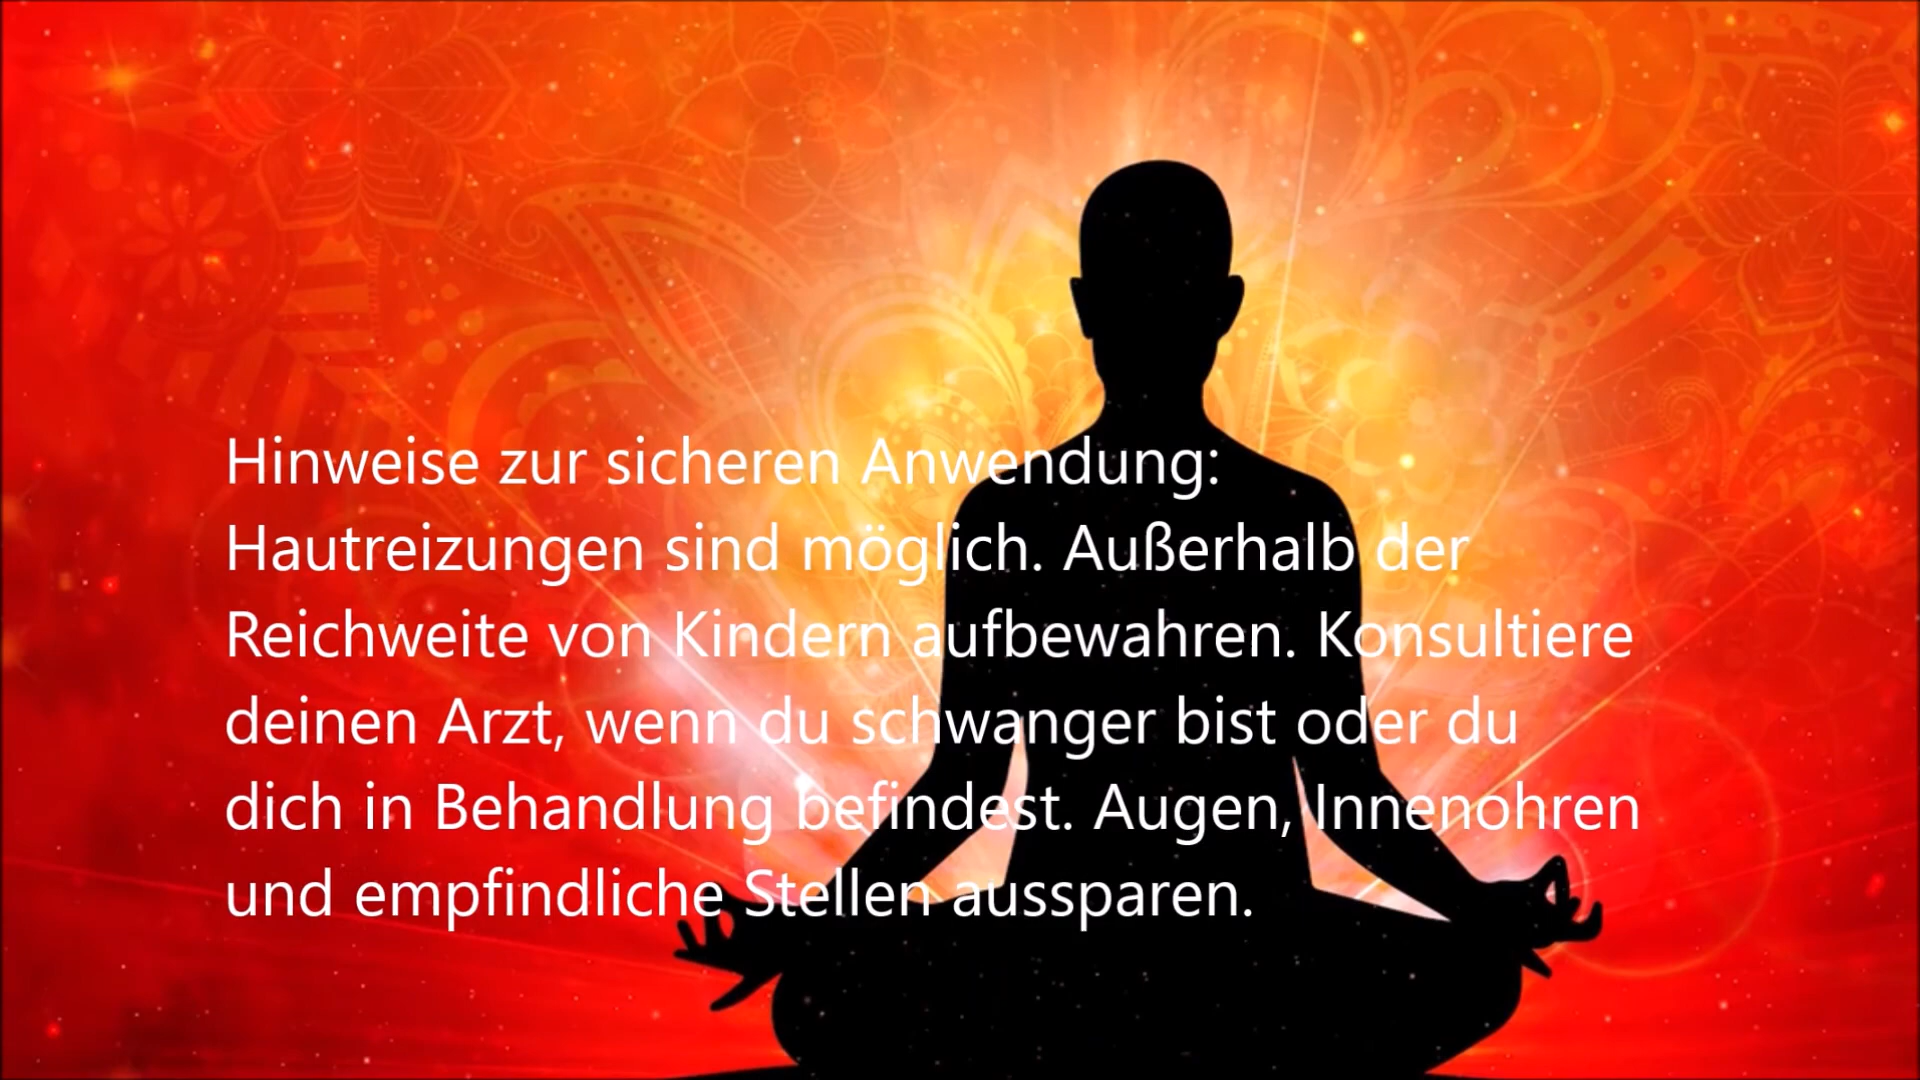 Hinweise zur sicheren Anwendung:
Hautreizungen sind möglich. Außerhalb der
Reichweite von Kindern aufbewahren. Konsultiere
deinen Arzt, wenn du schwanger bist oder du
dich in Behandlung befindest. Augen, Innenohren
und empfindliche Stellen aussparen.